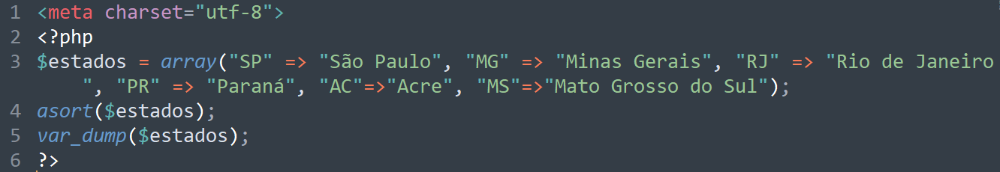 1 <meta charset="utf-8">
2 <?php
3 $estados = array("SP" => "São Paulo", "MG" => "Minas Gerais", "RJ" => "Rio de Janeiro
", "PR" => "Paraná", "AC"=>"Acre", "MS"=>"Mato Grosso do Sul");
4 asort($estados);
5 var_dump($estados);
6 ?>